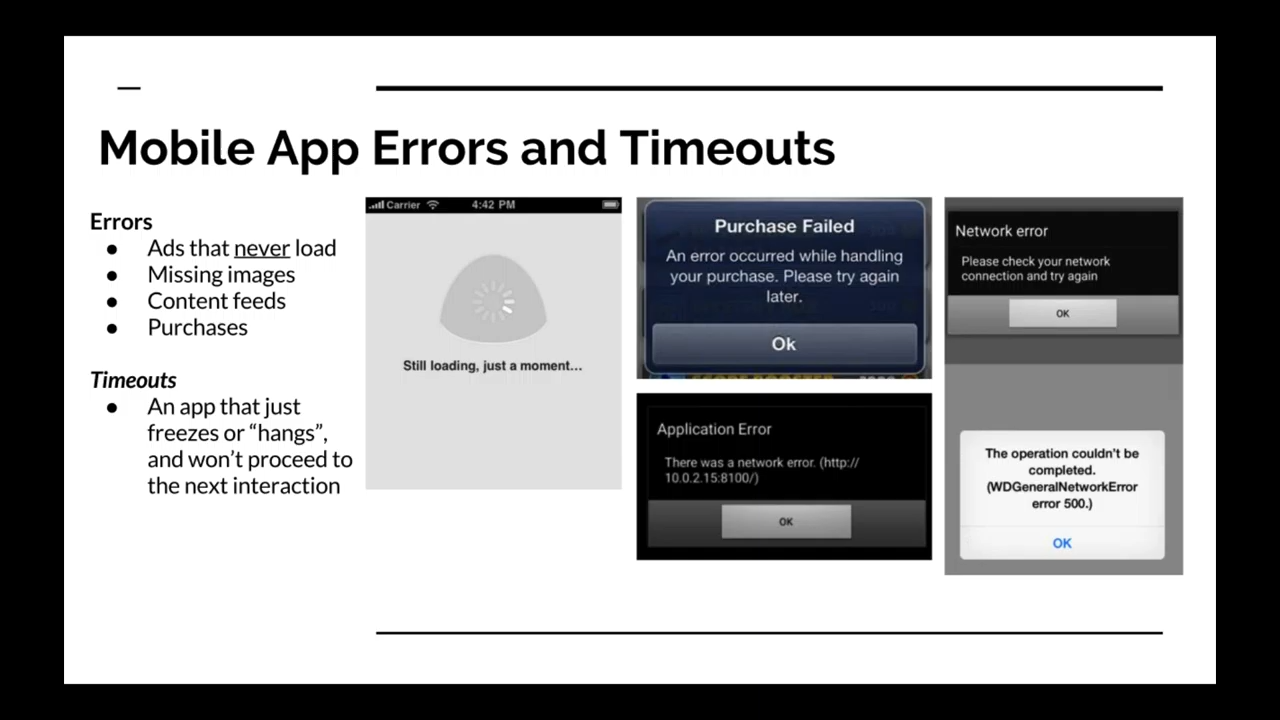 Mobile App Errors and Timeouts
Errors
● Ads that never load
● Missing images
● Content feeds
● Purchases
Timeouts
● An app that just
freezes or “hangs”,
and won’t proceed to
the next interaction
Carrier 4:42 PM
Still loading, just a moment...
Purchase Failed
An error occurred while handling
your purchase. Please try again
later.
Ok
Application Error
There was a network error. (http://
10.0.2.15:8100/)
OK
Network error
Please check your network
connection and try again
OK
The operation couldn’t be
completed.
(WDGeneralNetworkError
error 500.)
OK